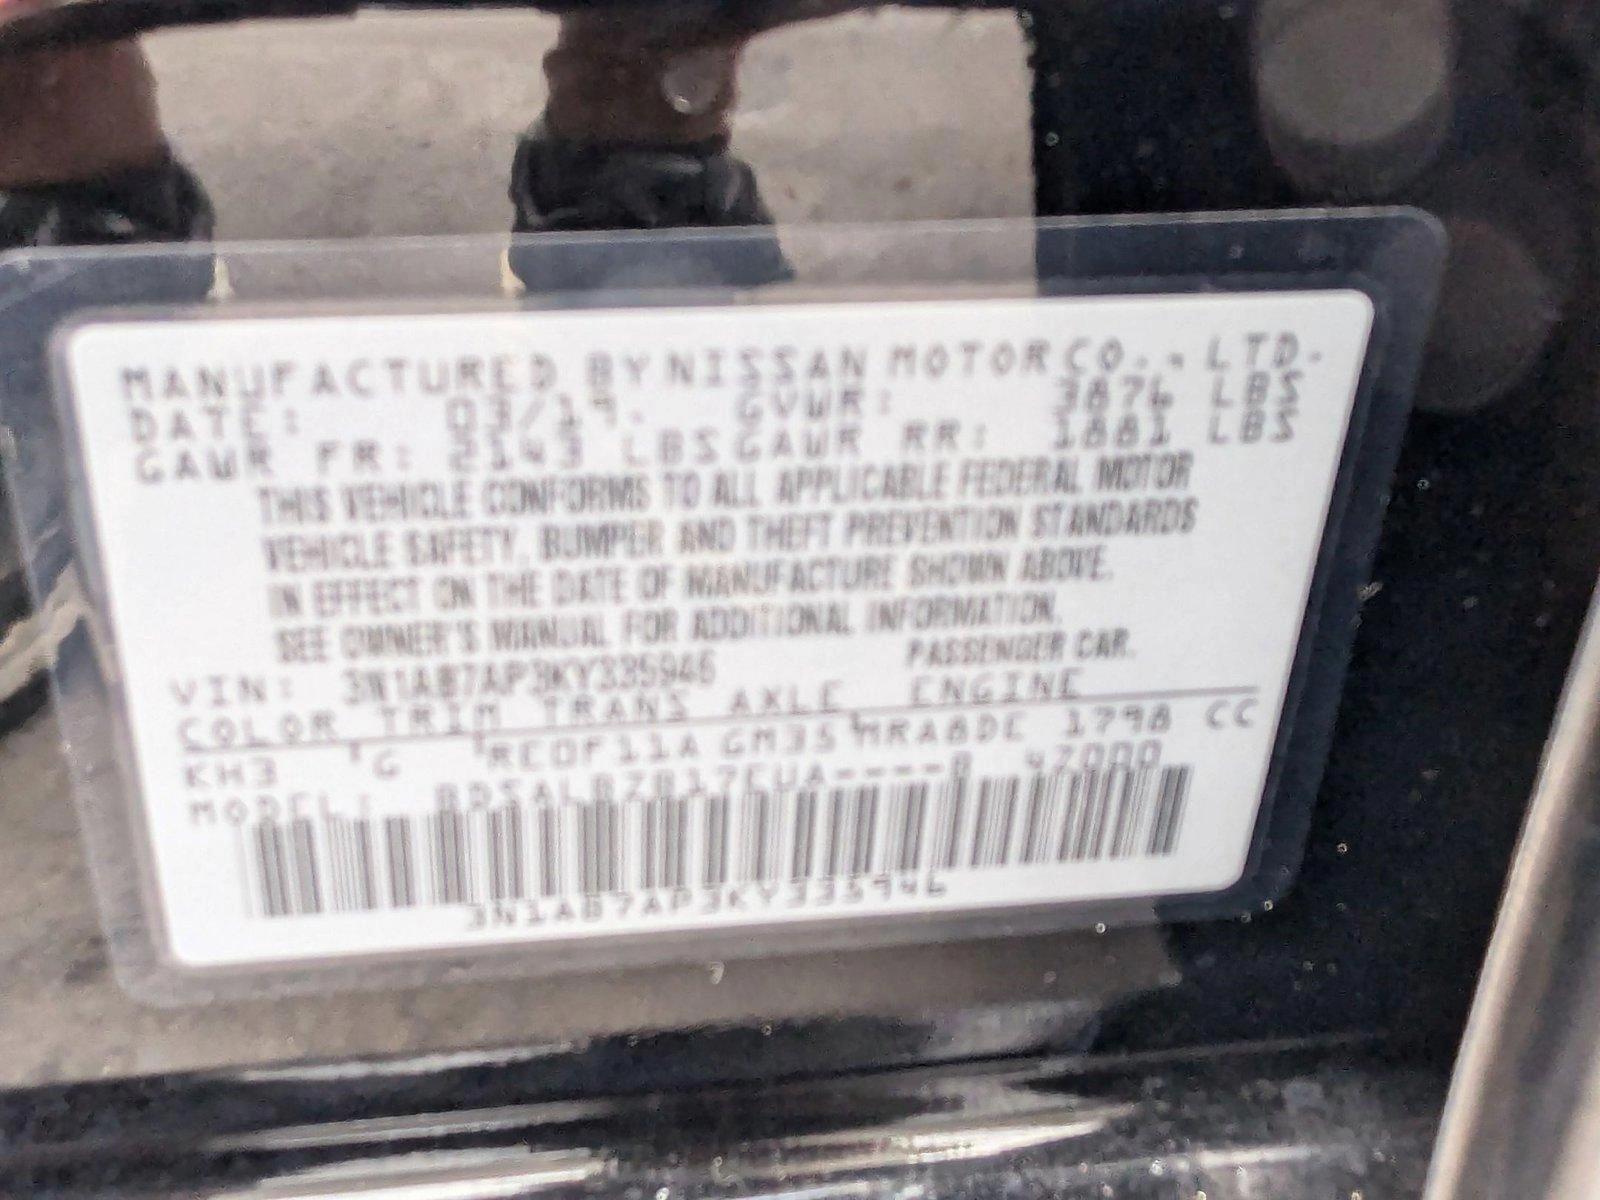 MANUFACTURED BY NISSAN MOTOR CO., LTD.
DATE: 03/19. GVWR: 3874 LBS
GAWR FR: 2143 LBS GAWR RR: 1881 LBS
THIS VEHICLE CONFORMS TO ALL APPLICABLE FEDERAL MOTOR
VEHICLE SAFETY, BUMPER AND THEFT PREVENTION STANDARDS
IN EFFECT ON THE DATE OF MANUFACTURE SHOWN ABOVE.
SEE OWNER'S MANUAL FOR ADDITIONAL INFORMATION.
VIN: 3N1AB7AP3KY335946 PASSENGER CAR.
COLOR TRIM TRANS AXLE ENGINE
KH3 G RE0F11A GM35 MRA8DE 1798 CC
MODEL:
3N1AB7AP3KY335946